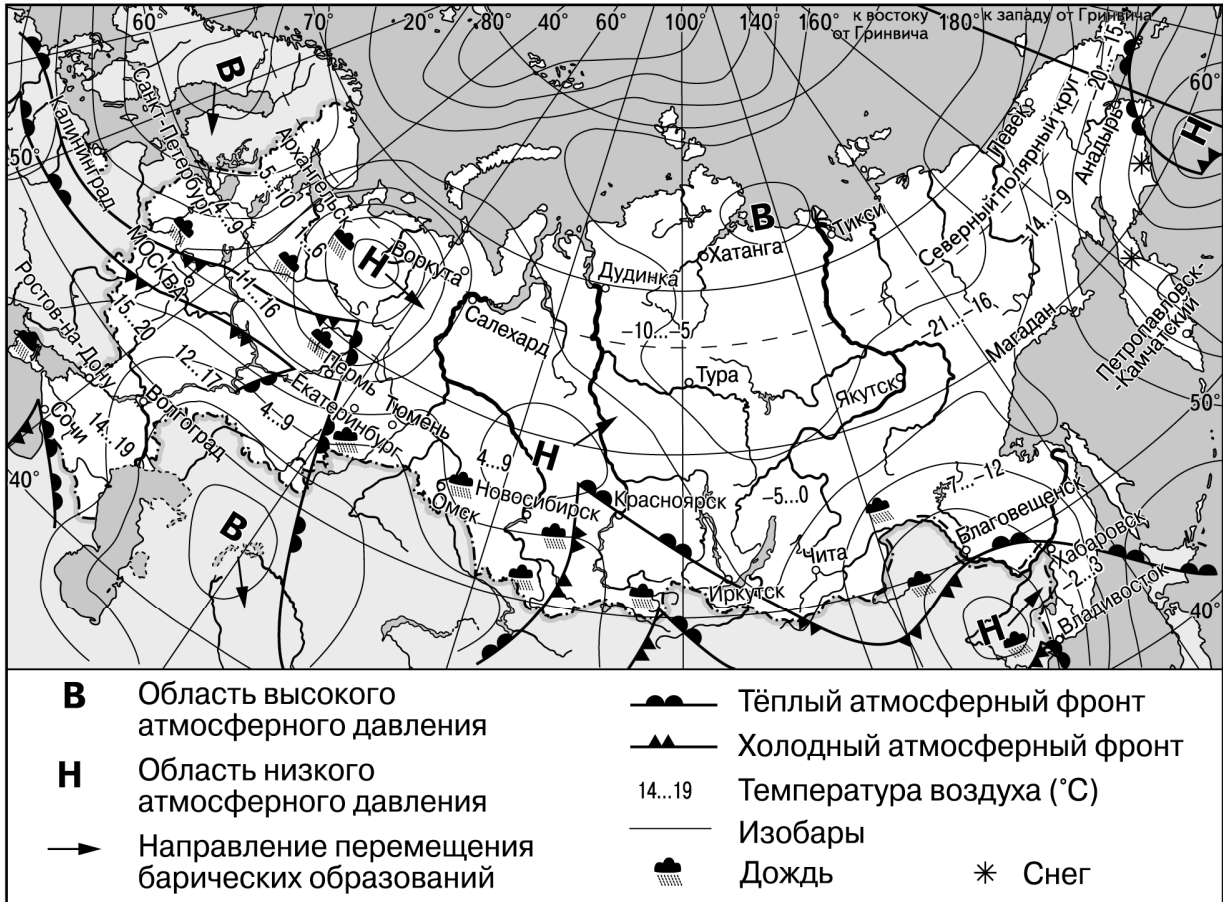 60° 70° 20° 80° 40° 100° 120° 140° 160° 180°
к востоку
от Гринвича
к западу от Гринвича
В
Калининград
Санкт-Петербург
Архангельск
5...10
4...9
1...6
50°
МОСКВА
11...16
Н
Воркута
Ростов-на-Дону
15...20
12...17
Сочи
14...19
Волгоград
4...9
40°
Пермь
Екатеринбург
Тюмень
Салехард
Дудинка
Хатанга
В
Тикси
Певек
Северный полярный круг
Анадырь
–20...–15
60°
Н
–14...–9
–10...–5
Тура
Якутск
–21...–16
Магадан
Петропавловск-
-Камчатский
50°
В
Омск
4...9
Н
Новосибирск
Красноярск
–5...0
Иркутск
Чита
–7...–12
Благовещенск
Хабаровск
–2...3
Владивосток
Н
40°
40° 60° 80° 100° 120° 140°
В Область высокого
атмосферного давления
Н Область низкого
атмосферного давления
Направление перемещения
барических образований
Тёплый атмосферный фронт
Холодный атмосферный фронт
14...19 Температура воздуха (°С)
Изобары
Дождь Снег